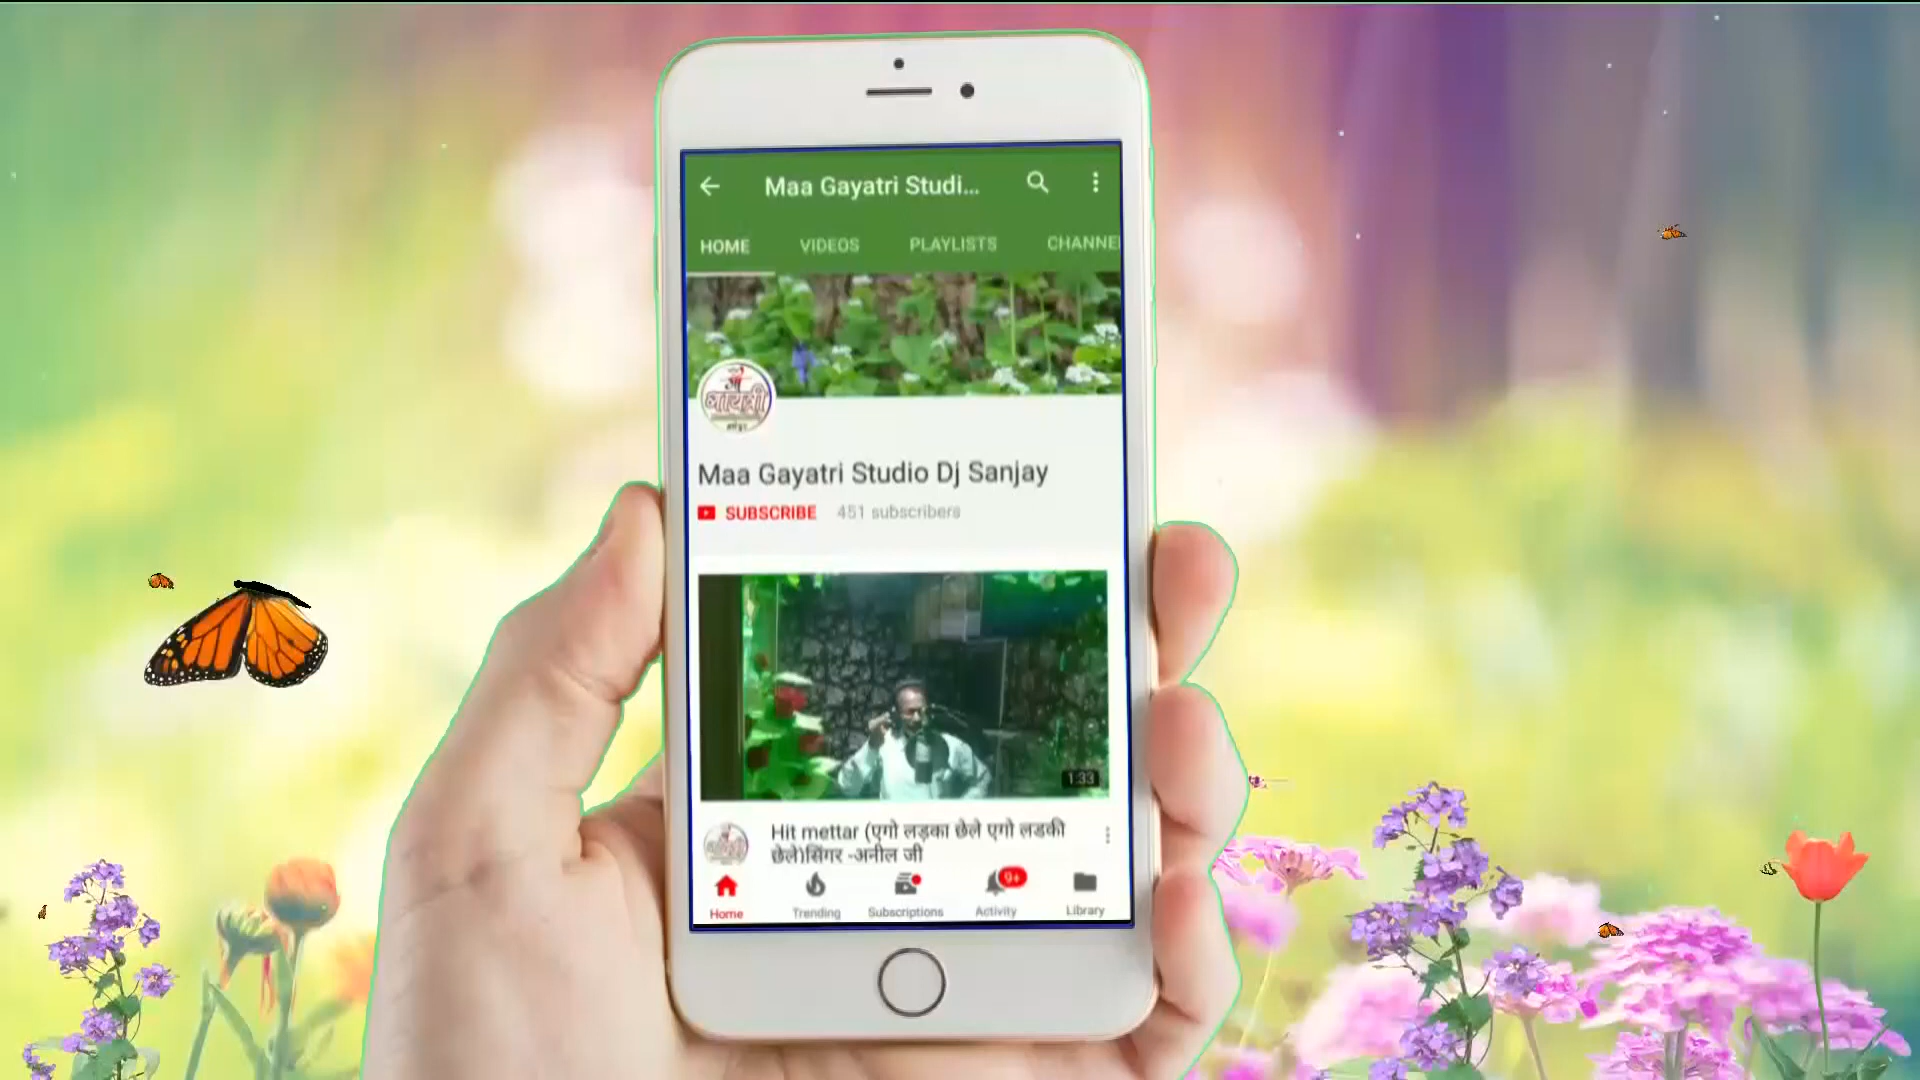 Maa Gayatri Studi...
HOME VIDEOS PLAYLISTS CHANNE
माँ
गायत्री
Maa Gayatri Studio Dj Sanjay
SUBSCRIBE 451 subscribers
1:33
Hit mettar (एगो लड़का छेले एगो लडकी
छेले)सिंगर -अनील जी
9+
Home Trending Subscriptions Activity Library